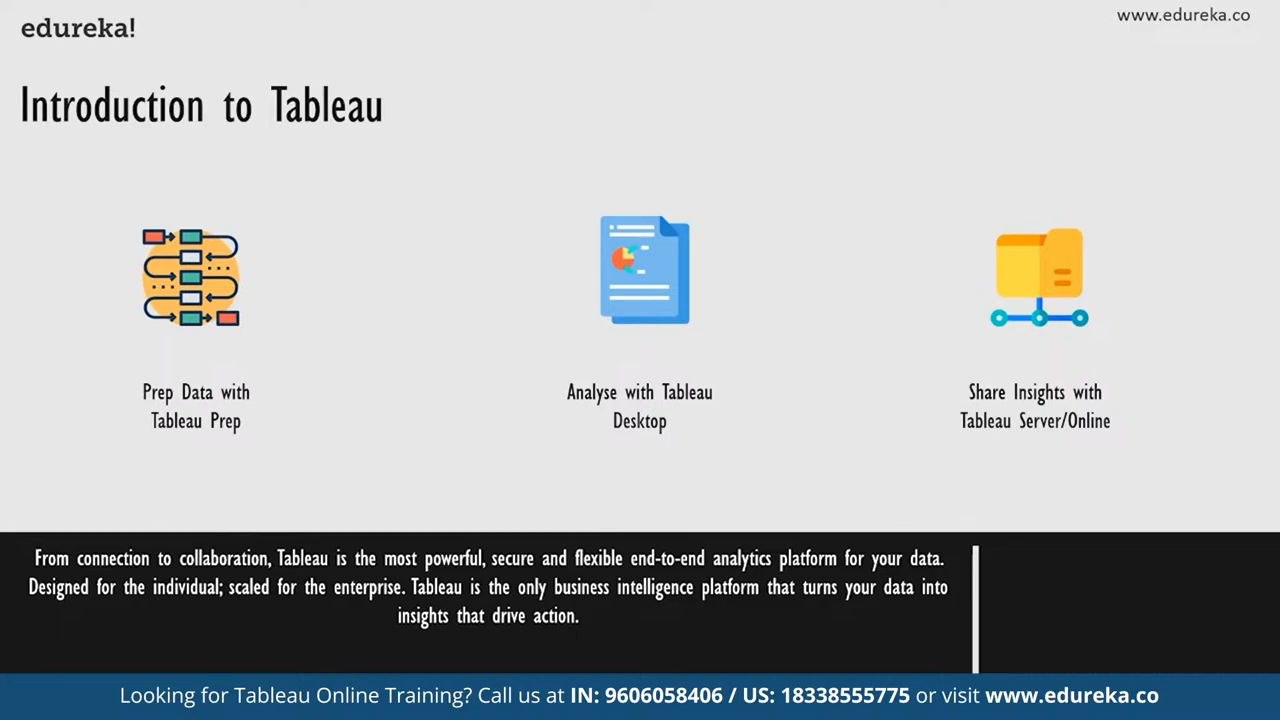 edureka!
www.edureka.co
Introduction to Tableau
Prep Data with
Tableau Prep
Analyse with Tableau
Desktop
Share Insights with
Tableau Server/Online
From connection to collaboration, Tableau is the most powerful, secure and flexible end-to-end analytics platform for your data.
Designed for the individual; scaled for the enterprise. Tableau is the only business intelligence platform that turns your data into
insights that drive action.
Looking for Tableau Online Training? Call us at IN: 9606058406 / US: 18338555775 or visit www.edureka.co